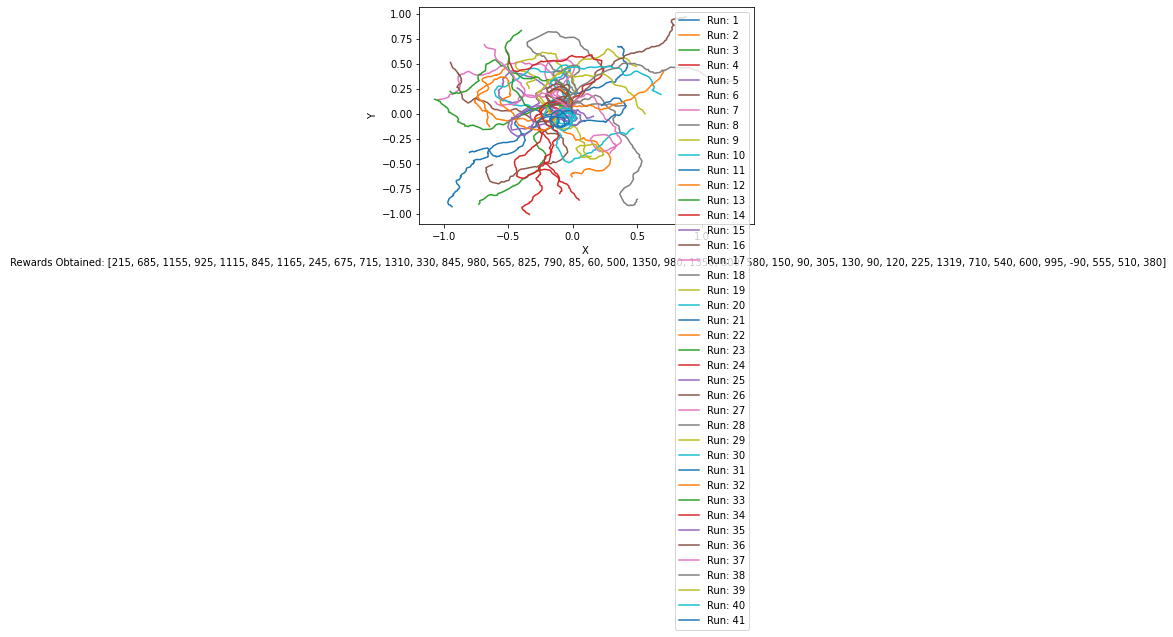 1.00
0.75
0.50
0.25
0.00
−0.25
−0.50
−0.75
−1.00
Y
−1.0 −0.5 0.0 0.5 1.0
X
Rewards Obtained: [215, 685, 1155, 925, 1115, 845, 1165, 245, 675, 715, 1310, 330, 845, 980, 565, 825, 790, 85, 60, 500, 1350, 580, 150, 90, 305, 130, 90, 120, 225, 1319, 710, 540, 600, 995, -90, 555, 510, 380]
Run: 1
Run: 2
Run: 3
Run: 4
Run: 5
Run: 6
Run: 7
Run: 8
Run: 9
Run: 10
Run: 11
Run: 12
Run: 13
Run: 14
Run: 15
Run: 16
Run: 17
Run: 18
Run: 19
Run: 20
Run: 21
Run: 22
Run: 23
Run: 24
Run: 25
Run: 26
Run: 27
Run: 28
Run: 29
Run: 30
Run: 31
Run: 32
Run: 33
Run: 34
Run: 35
Run: 36
Run: 37
Run: 38
Run: 39
Run: 40
Run: 41